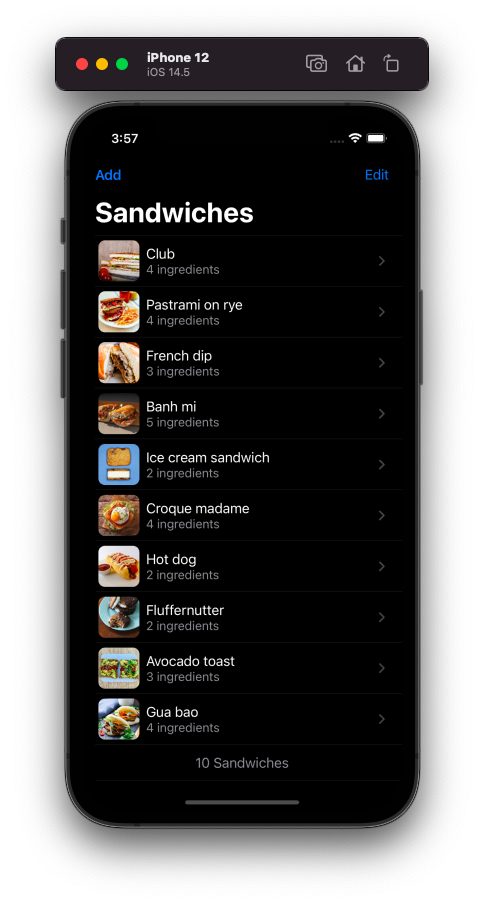 iPhone 12
iOS 14.5
3:57
Add
Edit
Sandwiches
Club
4 ingredients
Pastrami on rye
4 ingredients
French dip
3 ingredients
Banh mi
5 ingredients
Ice cream sandwich
2 ingredients
Croque madame
4 ingredients
Hot dog
2 ingredients
Fluffernutter
2 ingredients
Avocado toast
3 ingredients
Gua bao
4 ingredients
10 Sandwiches